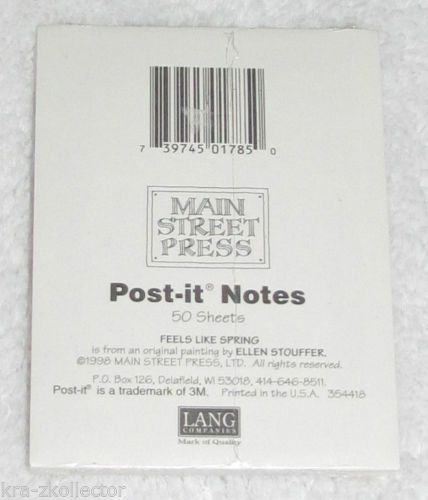 7 39745 01785 0
MAIN
STREET
PRESS
Post-it® Notes
50 Sheets
FEELS LIKE SPRING
is from an original painting by ELLEN STOUFFER.
©1998 MAIN STREET PRESS, LTD. All rights reserved.
P.O. Box 126, Delafield, WI 53018, 414-646-8511.
Post-it® is a trademark of 3M. Printed in the U.S.A. 354418
LANG
COMPANIES
Mark of Quality
kra-zkollector
kra-zkollector